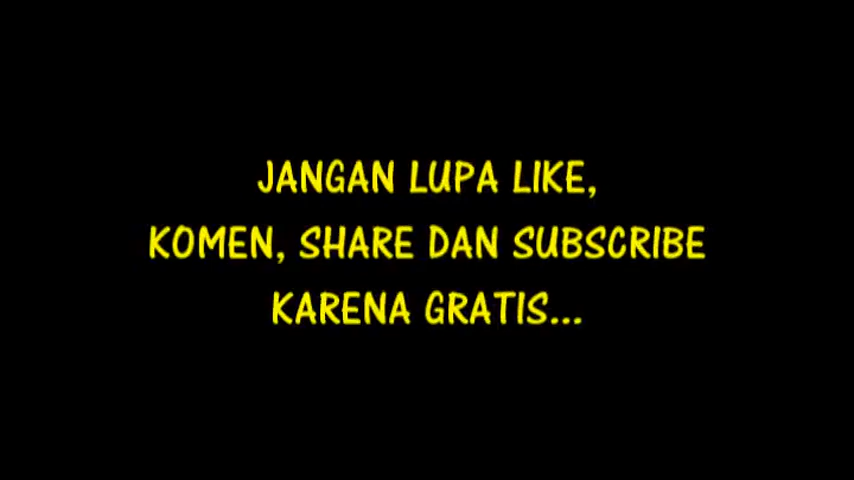 JANGAN LUPA LIKE,
KOMEN, SHARE DAN SUBSCRIBE
KARENA GRATIS...